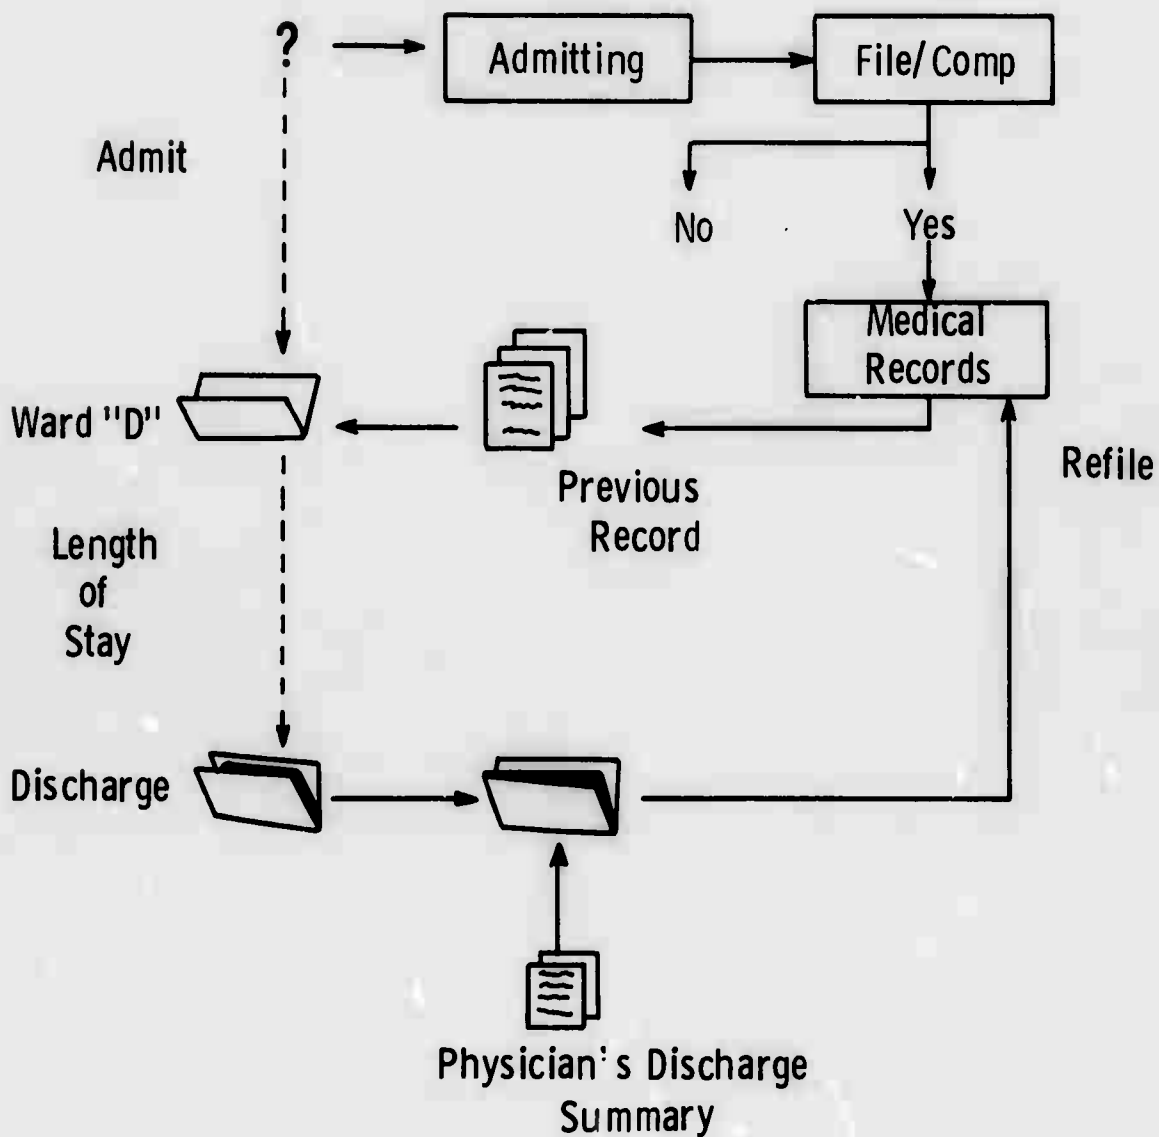 ?
Admitting
File/Comp
Admit
No
Yes
Medical
Records
Ward "D"
Previous
Record
Refile
Length
of
Stay
Discharge
Physician's Discharge
Summary